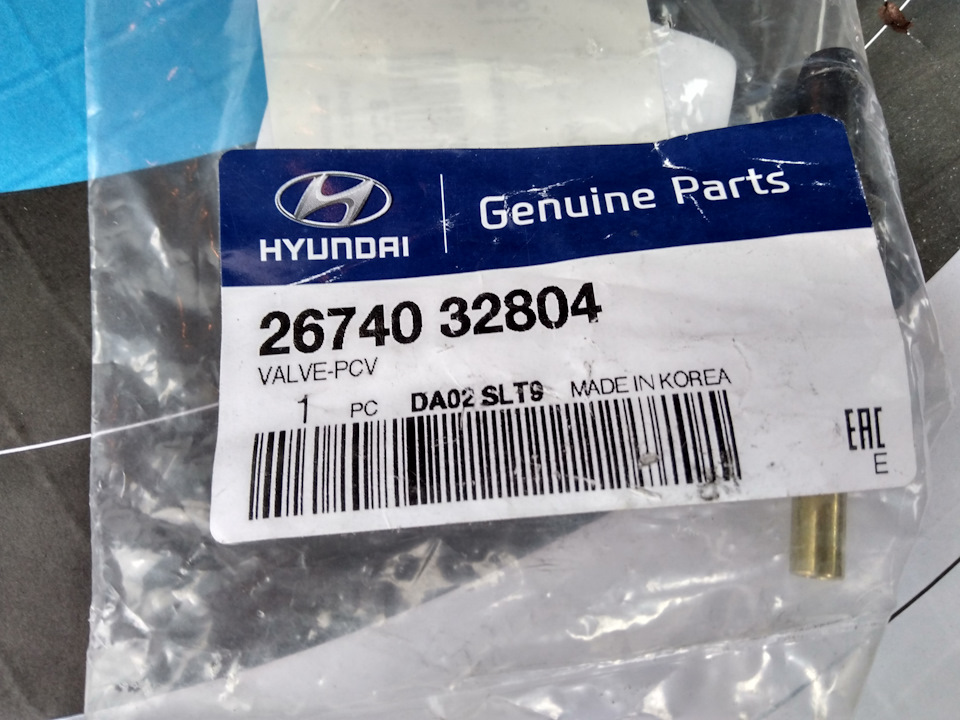 HYUNDAI
Genuine Parts
26740 32804
VALVE-PCV
1 PC DA02 SLT9 MADE IN KOREA
EAC
E